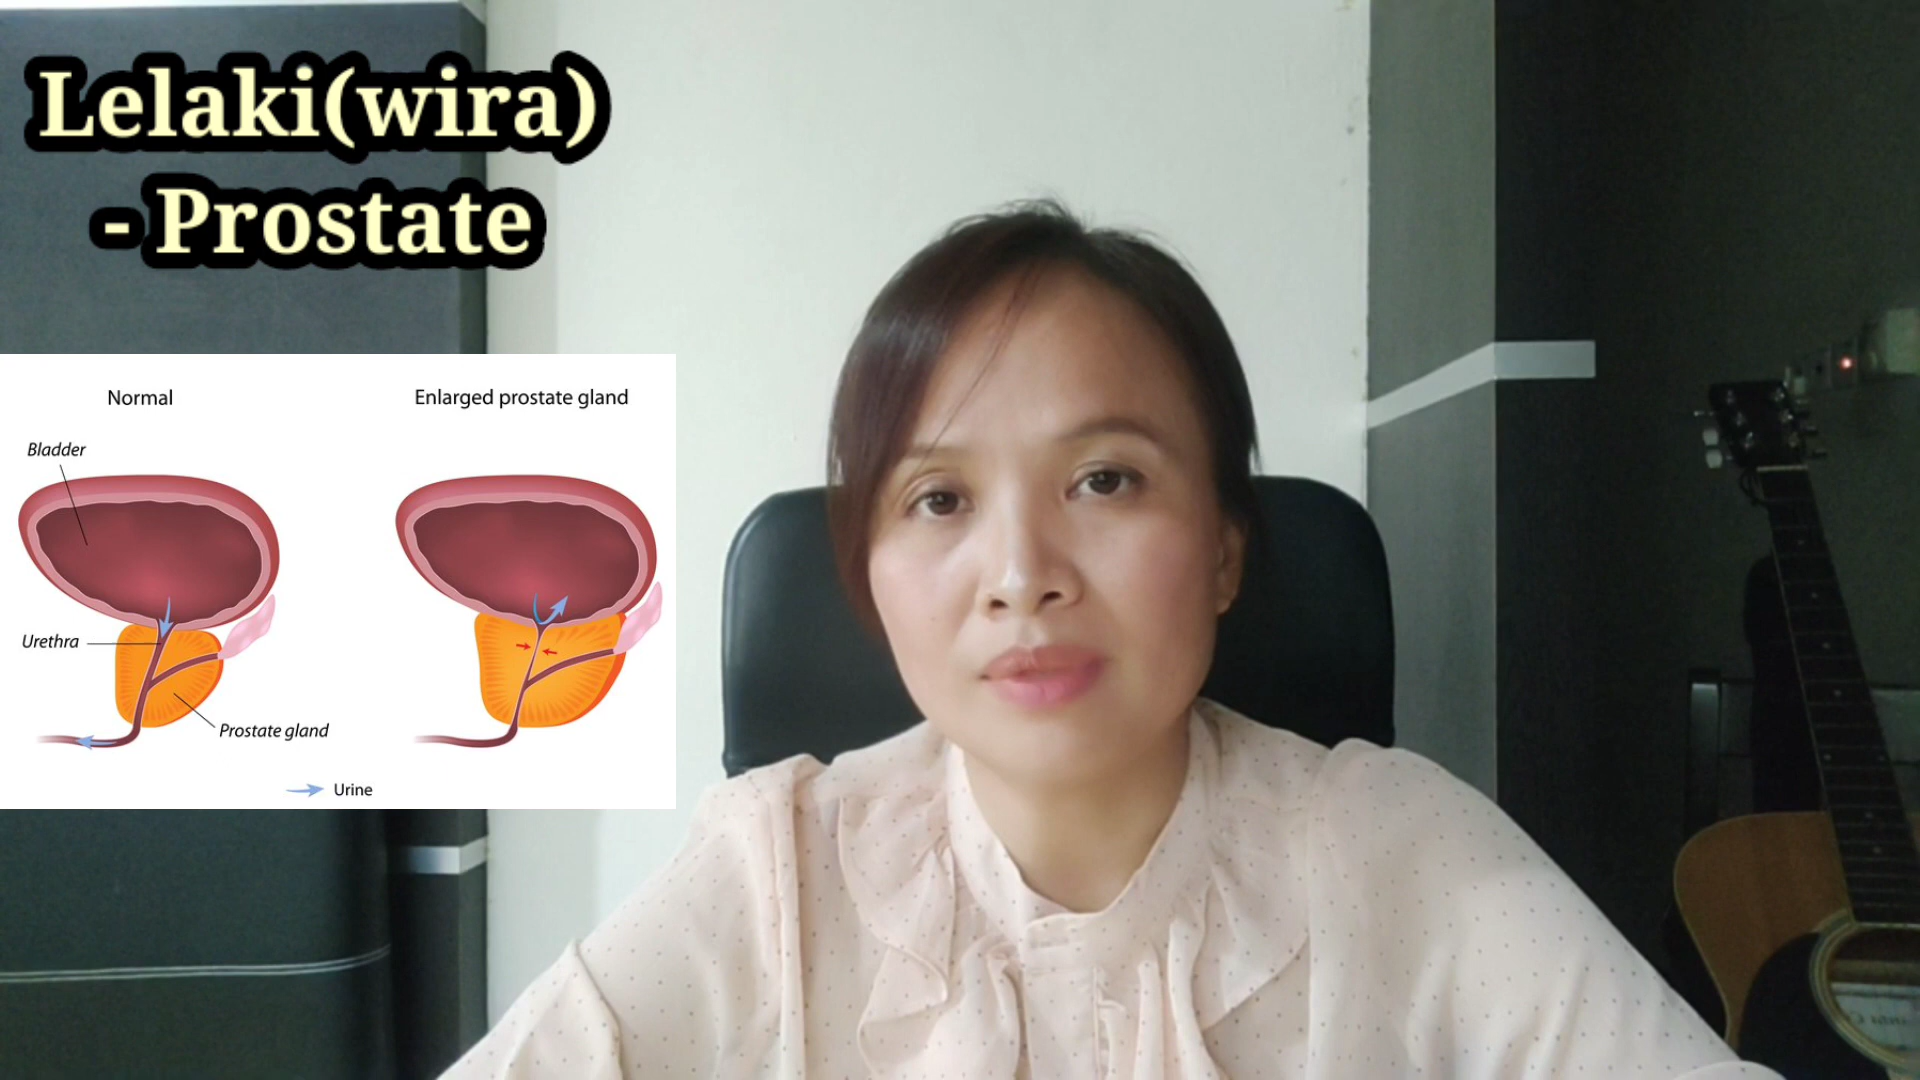 Lelaki(wira)
- Prostate
Normal
Enlarged prostate gland
Bladder
Urethra
Prostate gland
Urine